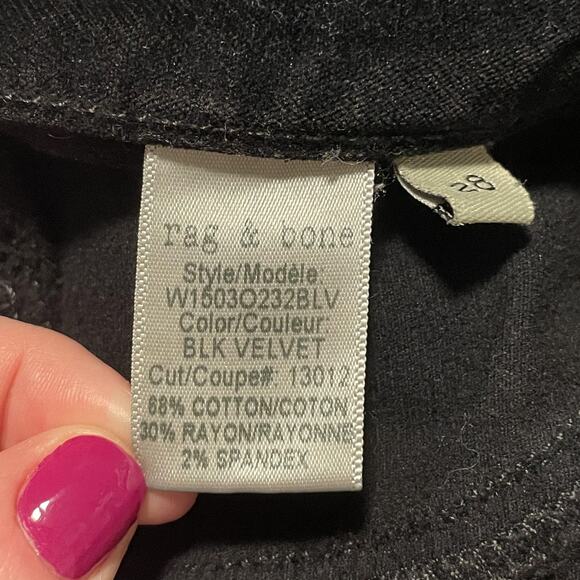 rag & bone
Style/Modèle:
W1503O232BLV
Color/Couleur:
BLK VELVET
Cut/Coupe#: 13012
68% COTTON/COTON
30% RAYON/RAYONNE
2% SPANDEX
28